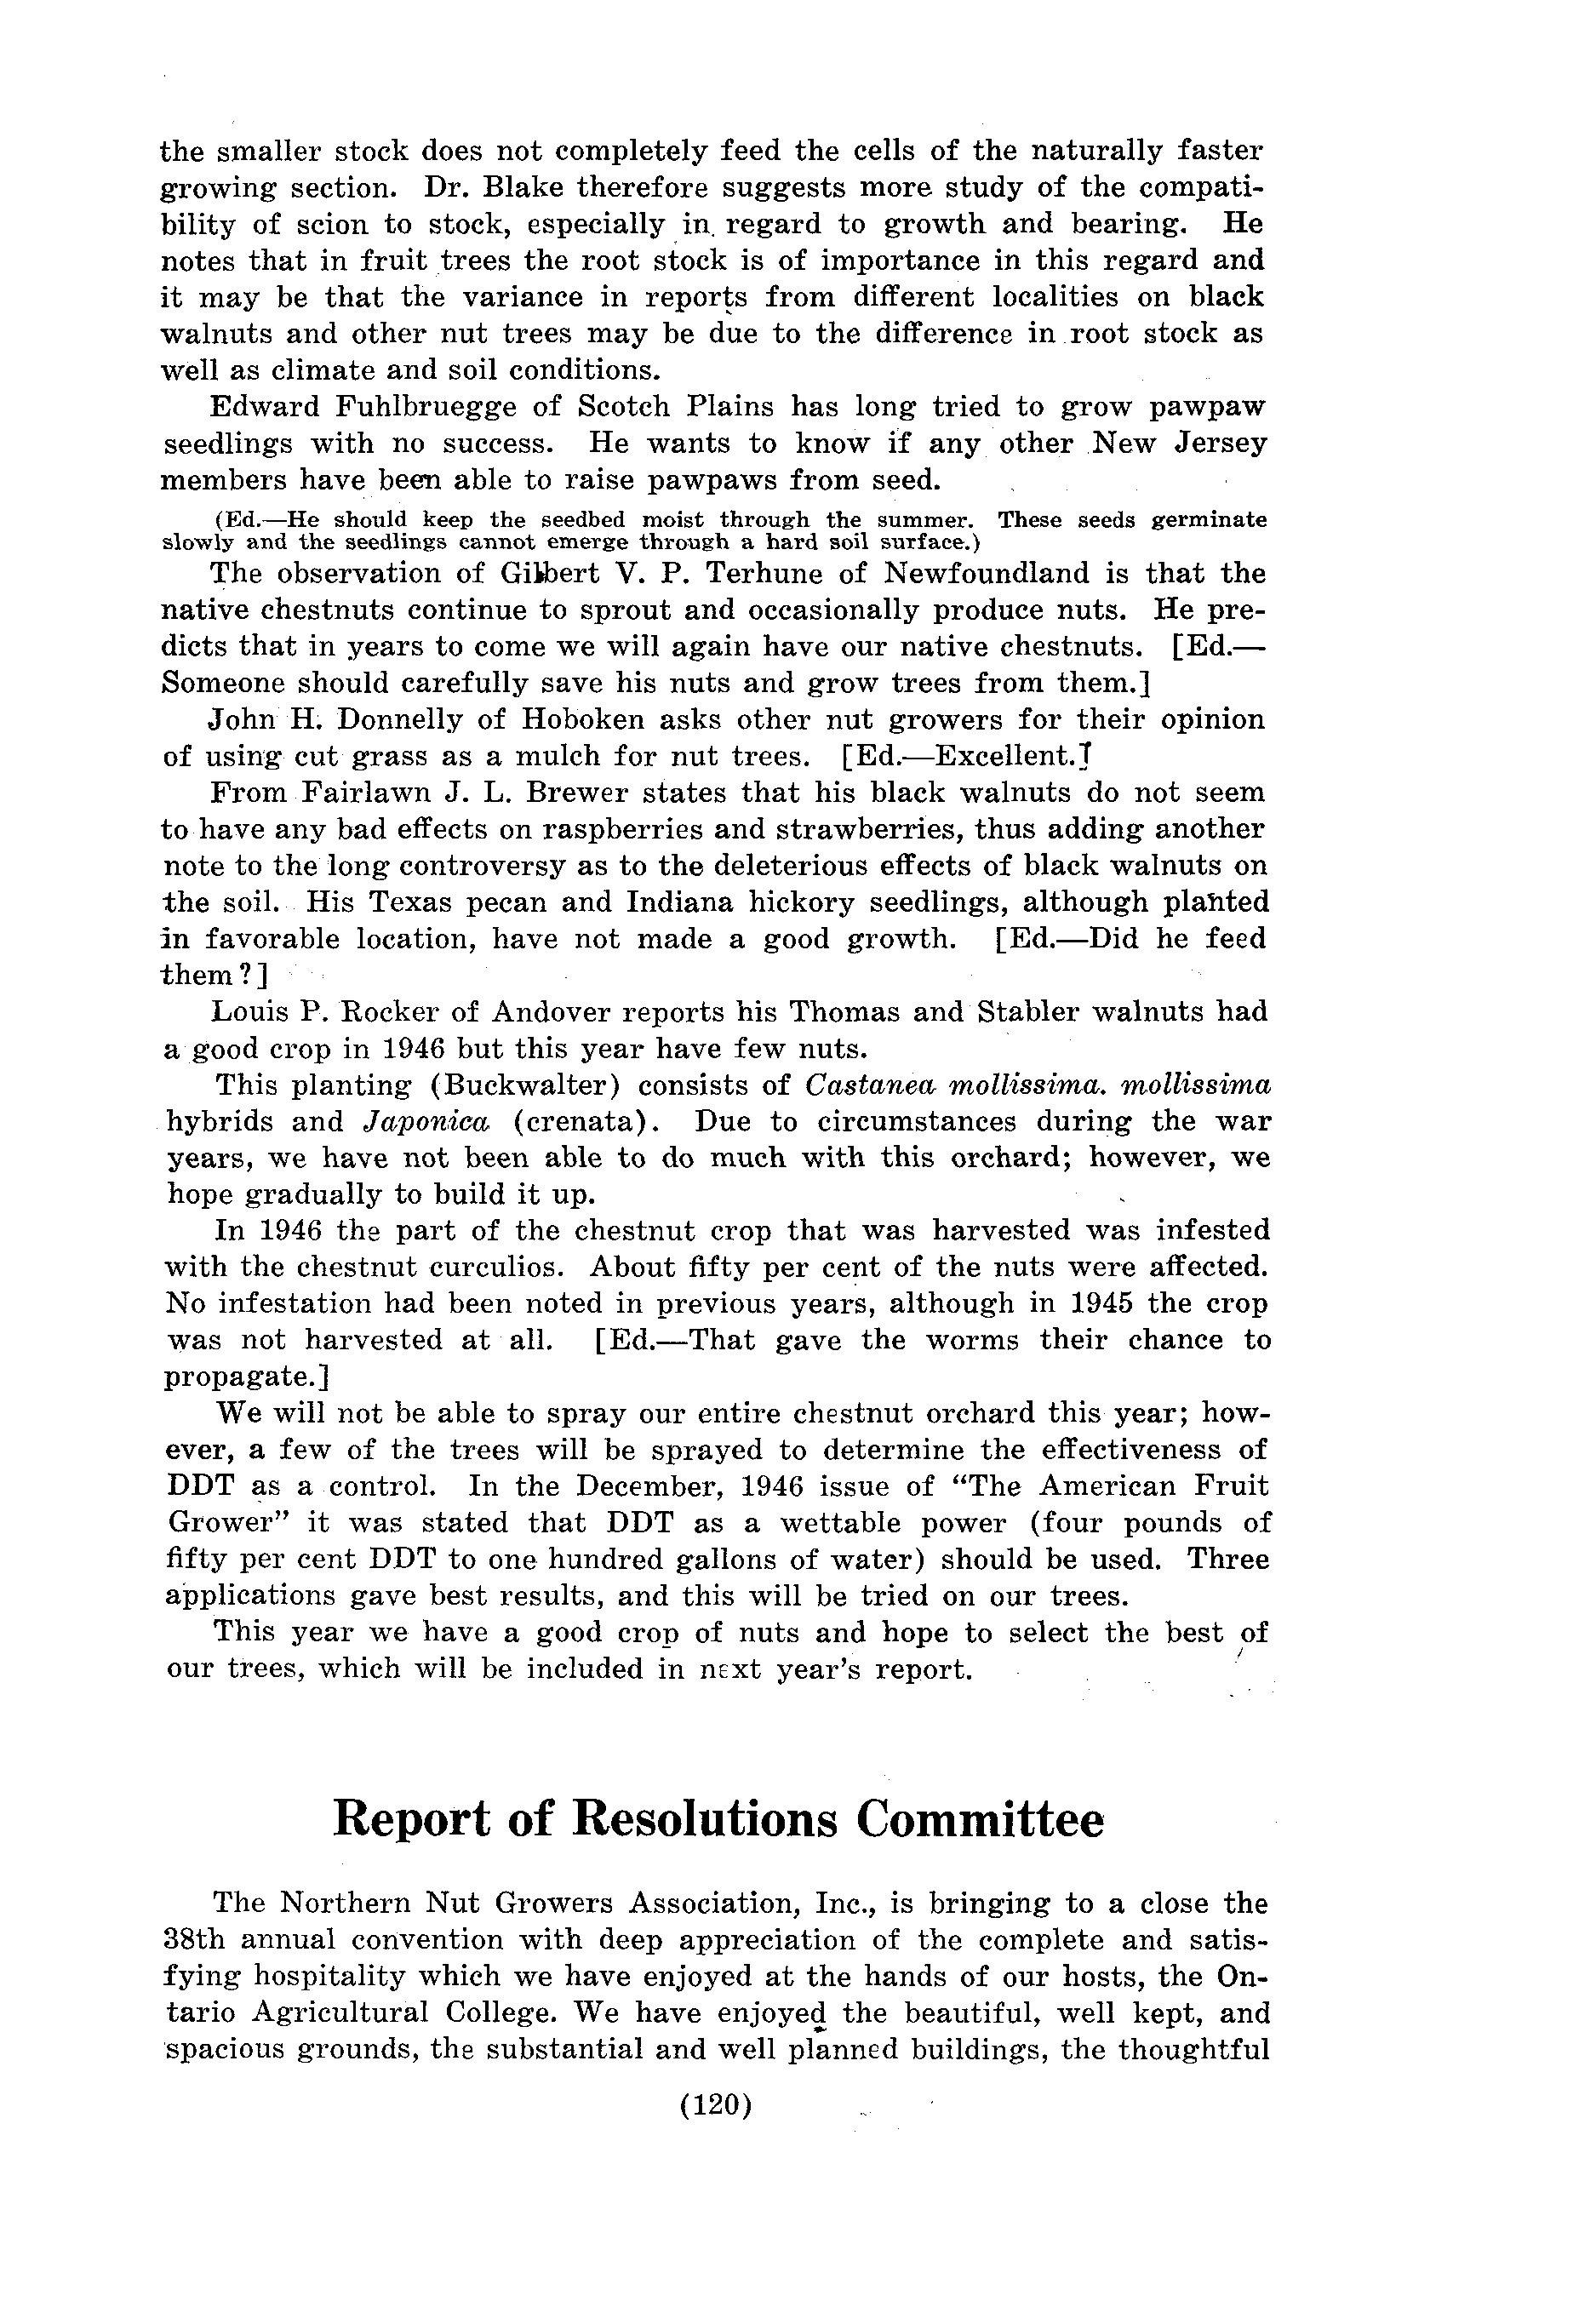 the smaller stock does not completely feed the cells of the naturally faster
growing section. Dr. Blake therefore suggests more study of the compati-
bility of scion to stock, especially in regard to growth and bearing. He
notes that in fruit trees the root stock is of importance in this regard and
it may be that the variance in reports from different localities on black
walnuts and other nut trees may be due to the difference in root stock as
well as climate and soil conditions.
Edward Fuhlbruegge of Scotch Plains has long tried to grow pawpaw
seedlings with no success. He wants to know if any other New Jersey
members have been able to raise pawpaws from seed.
(Ed.—He should keep the seedbed moist through the summer. These seeds germinate
slowly and the seedlings cannot emerge through a hard soil surface.)
The observation of Gilbert V. P. Terhune of Newfoundland is that the
native chestnuts continue to sprout and occasionally produce nuts. He pre-
dicts that in years to come we will again have our native chestnuts. [Ed.—
Someone should carefully save his nuts and grow trees from them.]
John H. Donnelly of Hoboken asks other nut growers for their opinion
of using cut grass as a mulch for nut trees. [Ed.—Excellent.]
From Fairlawn J. L. Brewer states that his black walnuts do not seem
to have any bad effects on raspberries and strawberries, thus adding another
note to the long controversy as to the deleterious effects of black walnuts on
the soil. His Texas pecan and Indiana hickory seedlings, although planted
in favorable location, have not made a good growth. [Ed.—Did he feed
them?]
Louis P. Rocker of Andover reports his Thomas and Stabler walnuts had
a good crop in 1946 but this year have few nuts.
This planting (Buckwalter) consists of Castanea mollissima. mollissima
hybrids and Japonica (crenata). Due to circumstances during the war
years, we have not been able to do much with this orchard; however, we
hope gradually to build it up.
In 1946 the part of the chestnut crop that was harvested was infested
with the chestnut curculios. About fifty per cent of the nuts were affected.
No infestation had been noted in previous years, although in 1945 the crop
was not harvested at all. [Ed.—That gave the worms their chance to
propagate.]
We will not be able to spray our entire chestnut orchard this year; how-
ever, a few of the trees will be sprayed to determine the effectiveness of
DDT as a control. In the December, 1946 issue of “The American Fruit
Grower” it was stated that DDT as a wettable power (four pounds of
fifty per cent DDT to one hundred gallons of water) should be used. Three
applications gave best results, and this will be tried on our trees.
This year we have a good crop of nuts and hope to select the best of
our trees, which will be included in next year's report.
Report of Resolutions Committee
The Northern Nut Growers Association, Inc., is bringing to a close the
38th annual convention with deep appreciation of the complete and satis-
fying hospitality which we have enjoyed at the hands of our hosts, the On-
tario Agricultural College. We have enjoyed the beautiful, well kept, and
spacious grounds, the substantial and well planned buildings, the thoughtful
(120)